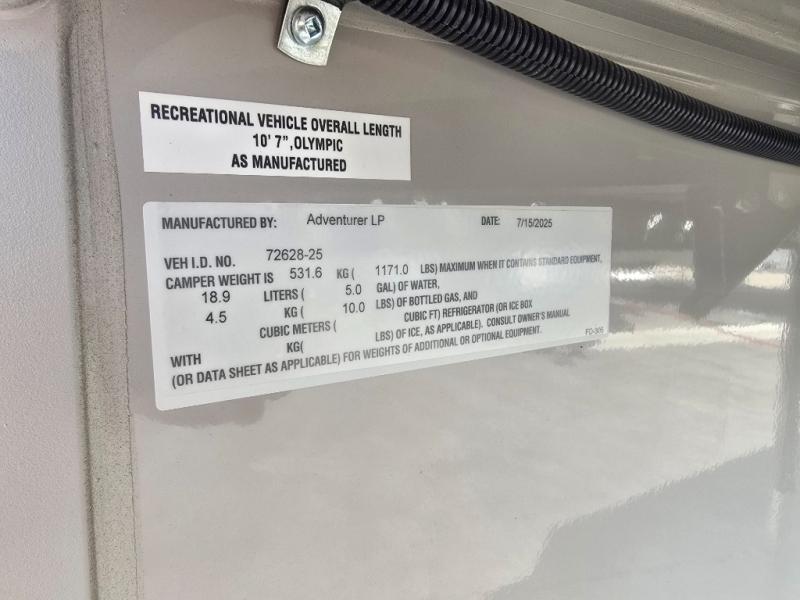 RECREATIONAL VEHICLE OVERALL LENGTH
10' 7",OLYMPIC
AS MANUFACTURED
MANUFACTURED BY: Adventurer LP DATE: 7/15/2025
VEH I.D. NO. 72628-25
CAMPER WEIGHT IS 531.6 KG ( 1171.0 LBS) MAXIMUM WHEN IT CONTAINS STANDARD EQUIPMENT,
18.9 LITERS ( 5.0 GAL) OF WATER,
4.5 KG ( 10.0 LBS) OF BOTTLED GAS, AND
CUBIC METERS ( CUBIC FT) REFRIGERATOR (OR ICE BOX
WITH KG( LBS) OF ICE, AS APPLICABLE). CONSULT OWNER'S MANUAL
(OR DATA SHEET AS APPLICABLE) FOR WEIGHTS OF ADDITIONAL OR OPTIONAL EQUIPMENT.
FO-306